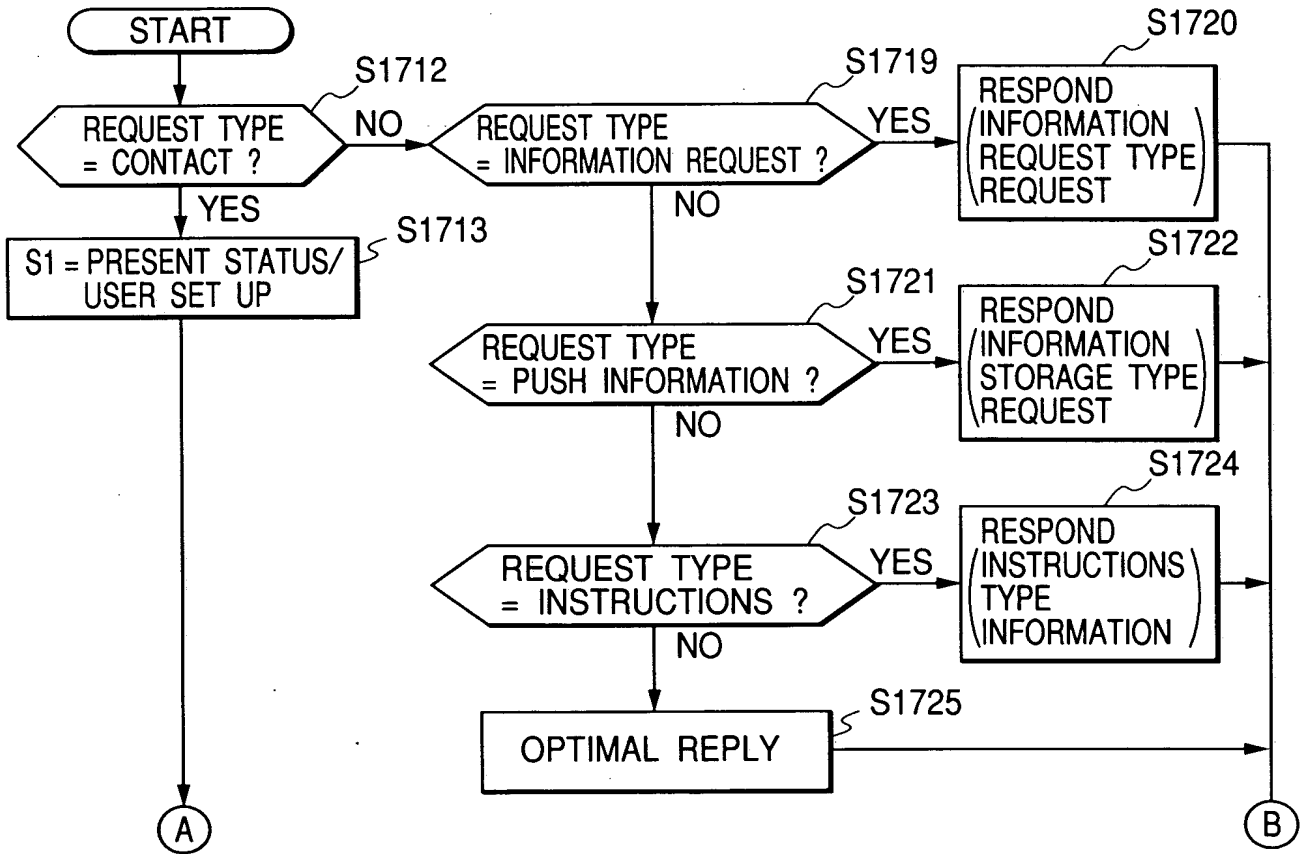 START
S1712
REQUEST TYPE
= CONTACT ?
NO
YES
S1713
S1 = PRESENT STATUS/
USER SET UP
A
S1719
REQUEST TYPE
= INFORMATION REQUEST ?
YES
NO
S1720
RESPOND
(INFORMATION
REQUEST TYPE
REQUEST)
S1721
REQUEST TYPE
= PUSH INFORMATION ?
YES
NO
S1722
RESPOND
(INFORMATION
STORAGE TYPE
REQUEST)
S1723
REQUEST TYPE
= INSTRUCTIONS ?
YES
NO
S1724
RESPOND
(INSTRUCTIONS
TYPE
INFORMATION)
S1725
OPTIMAL REPLY
B